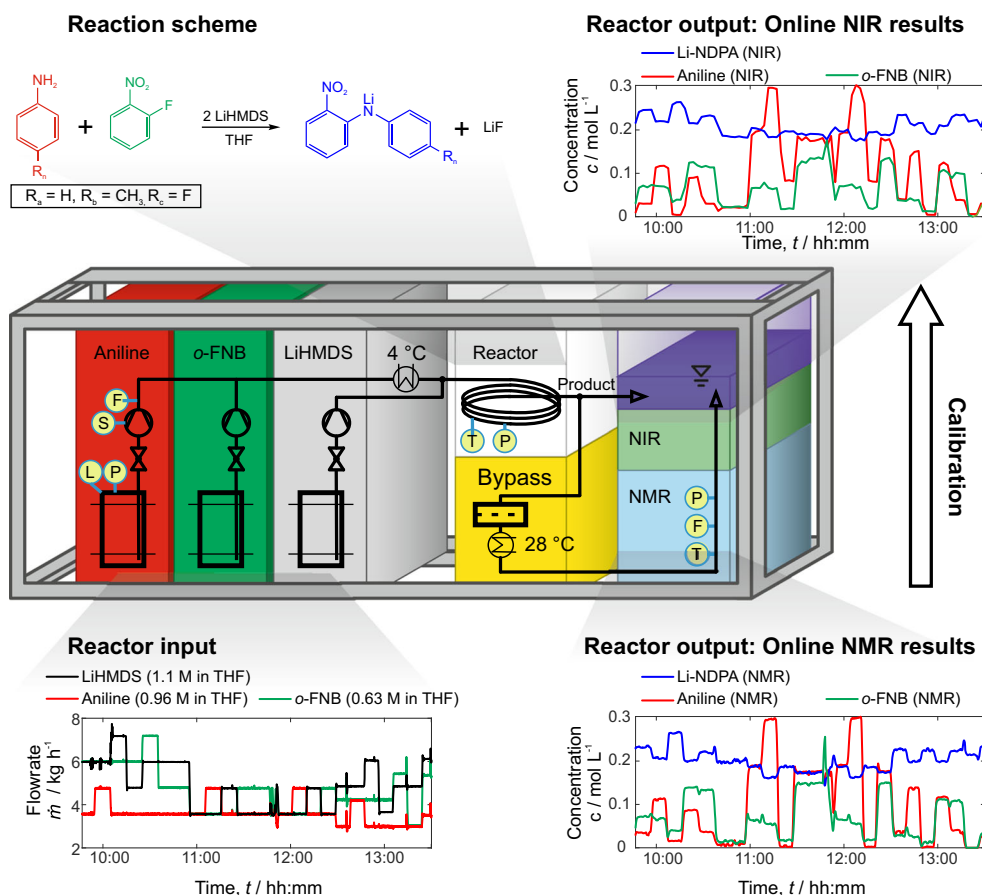 Reaction scheme
NH2
NO2
F
Rn
+
2 LiHMDS
THF
NO2
Li
N
Rn
+ LiF
Ra = H, Rb = CH3, Rc = F
Reactor output: Online NIR results
Li-NDPA (NIR)
Aniline (NIR) o-FNB (NIR)
Concentration
c / mol L-1
0.3
0.2
0.1
0
10:00 11:00 12:00 13:00
Time, t / hh:mm
Aniline
o-FNB
LiHMDS
4 °C
Reactor
Product
F
S
L P
T P
Bypass
28 °C
NIR
NMR
P
F
T
Calibration
Reactor input
LiHMDS (1.1 M in THF)
Aniline (0.96 M in THF) o-FNB (0.63 M in THF)
Flowrate
ṁ / kg h-1
8
6
4
2
10:00 11:00 12:00 13:00
Time, t / hh:mm
Reactor output: Online NMR results
Li-NDPA (NMR)
Aniline (NMR) o-FNB (NMR)
Concentration
c / mol L-1
0.3
0.2
0.1
0
10:00 11:00 12:00 13:00
Time, t / hh:mm